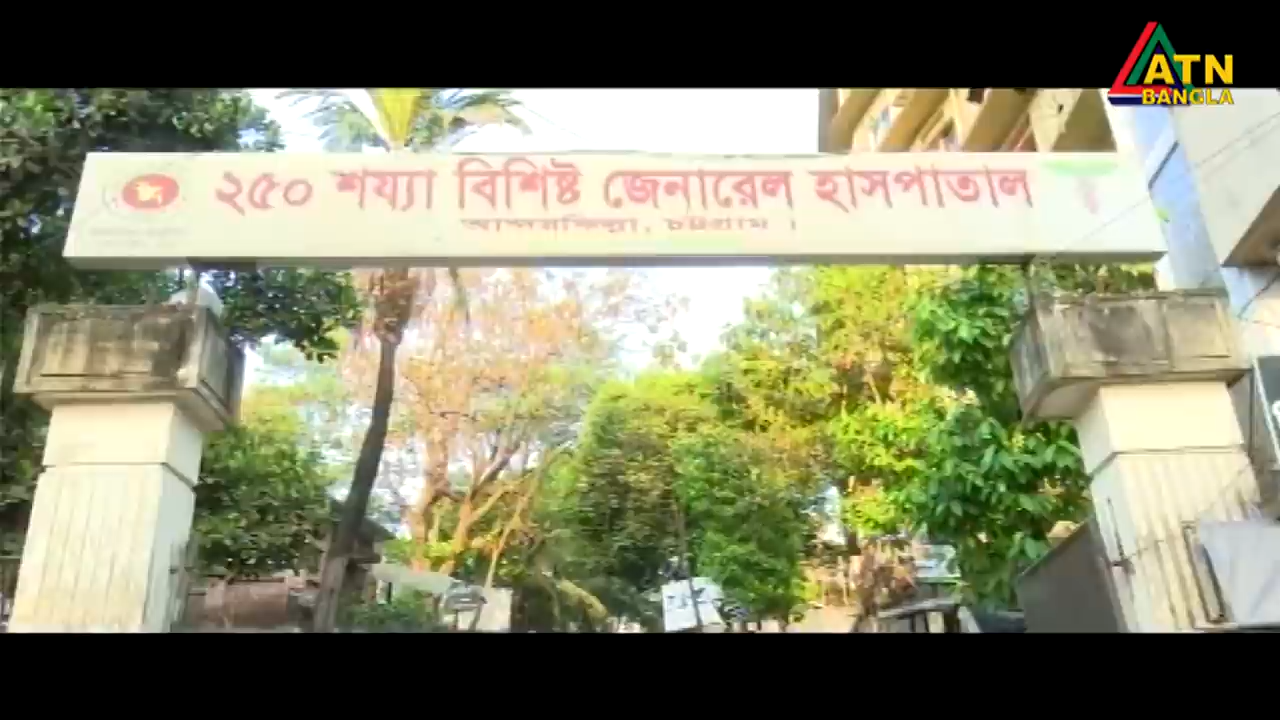 ATN
BANGLA
২৫০ শয্যা বিশিষ্ট জেনারেল হাসপাতাল
আন্দরকিল্লা, চট্টগ্রাম ।